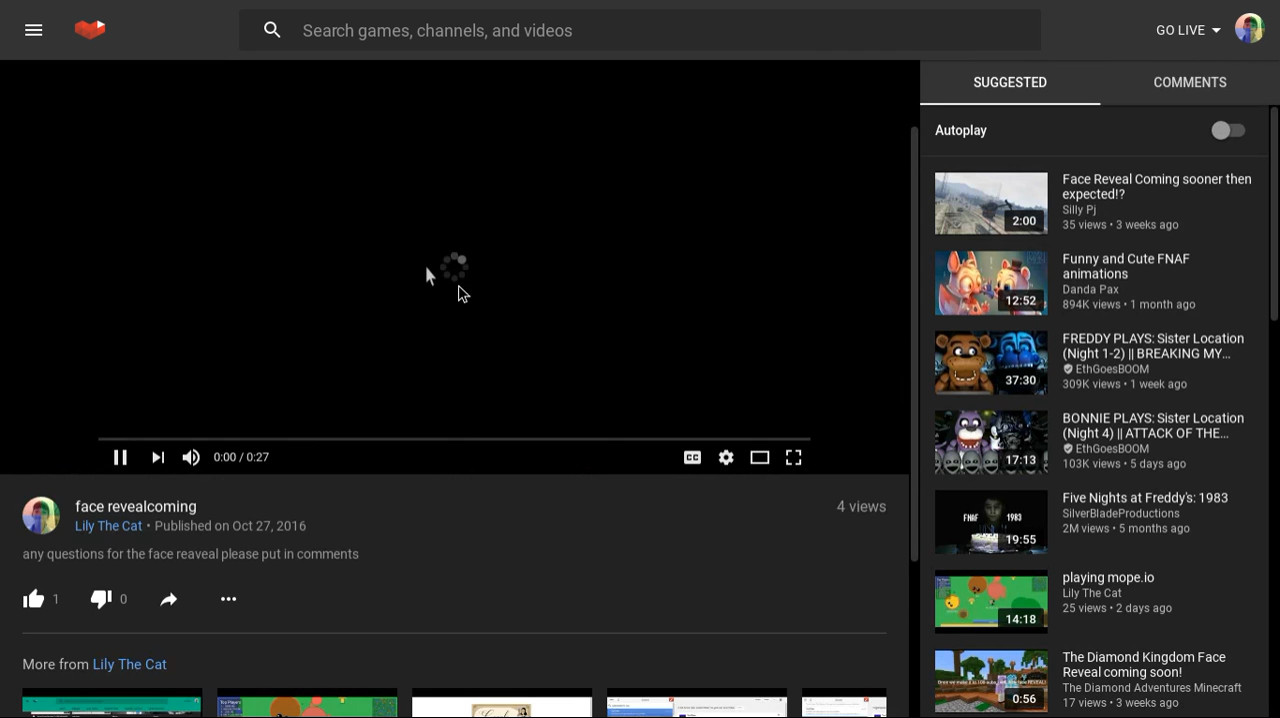 Search games, channels, and videos
GO LIVE
SUGGESTED
COMMENTS
Autoplay
Face Reveal Coming sooner then
expected!?
Silly Pj
35 views • 3 weeks ago
2:00
Funny and Cute FNAF
animations
Danda Pax
894K views • 1 month ago
12:52
FREDDY PLAYS: Sister Location
(Night 1-2) || BREAKING MY...
EthGoesBOOM
309K views • 1 week ago
37:30
BONNIE PLAYS: Sister Location
(Night 4) || ATTACK OF THE...
EthGoesBOOM
103K views • 5 days ago
17:13
Five Nights at Freddy's: 1983
SilverBladeProductions
2M views • 5 months ago
FNAF 1983
19:55
playing mope.io
Lily The Cat
25 views • 2 days ago
14:18
The Diamond Kingdom Face
Reveal coming soon!
The Diamond Adventures Minecraft
17 views • 3 weeks ago
0:56
0:00 / 0:27
CC
face revealcoming
4 views
Lily The Cat • Published on Oct 27, 2016
any questions for the face reaveal please put in comments
1
0
More from Lily The Cat